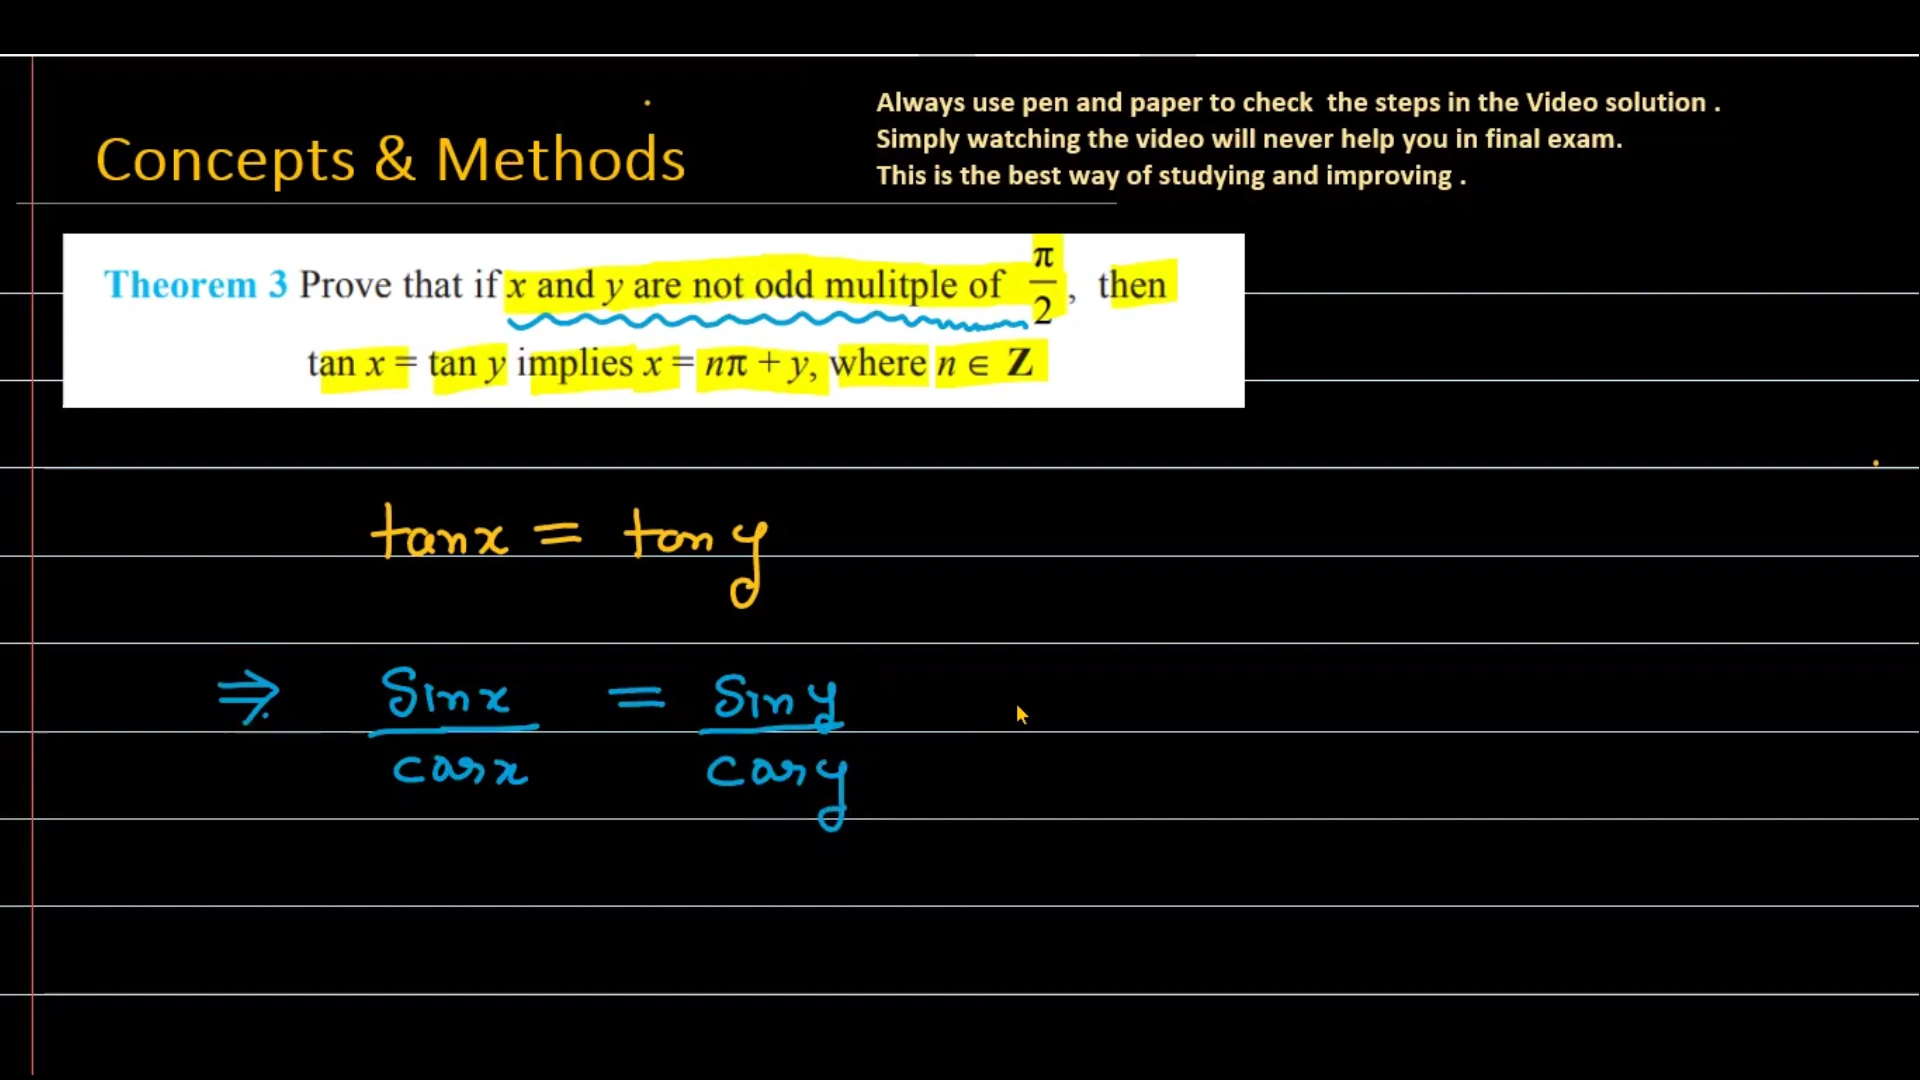 Always use pen and paper to check the steps in the Video solution .
Simply watching the video will never help you in final exam.
This is the best way of studying and improving .
Concepts & Methods
Theorem 3 Prove that if x and y are not odd mulitple of π/2, then
tan x = tan y implies x = nπ + y, where n ∈ Z
tanx = tan y
⇒ Sinx/cosx = Sin y/cos y